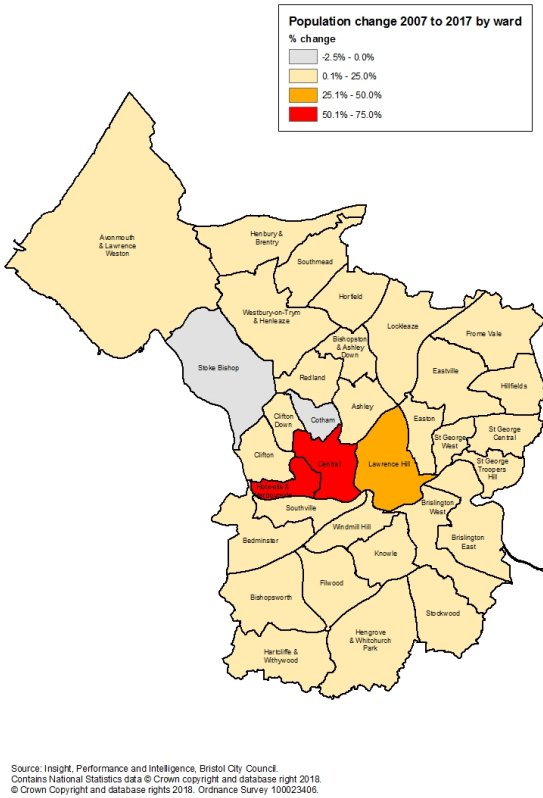 Population change 2007 to 2017 by ward
% change
-2.5% - 0.0%
0.1% - 25.0%
25.1% - 50.0%
50.1% - 75.0%
Avonmouth
& Lawrence
Weston
Henbury &
Brentry
Southmead
Horfield
Westbury-on-Trym
& Henleaze
Lockleaze
Frome Vale
Bishopston
& Ashley
Down
Stoke Bishop
Redland
Eastville
Hillfields
Ashley
Clifton
Down
Cotham
Easton
St George
Central
St George
West
Clifton
Central
Lawrence Hill
St George
Troopers
Hill
Hotwells &
Southville
Brislington
West
Windmill Hill
Bedminster
Knowle
Brislington
East
Filwood
Bishopsworth
Stockwood
Hengrove
& Whitchurch
Park
Hartcliffe &
Withywood
Source: Insight, Performance and Intelligence, Bristol City Council.
Contains National Statistics data © Crown copyright and database right 2018.
© Crown Copyright and database rights 2018. Ordnance Survey 100023406.